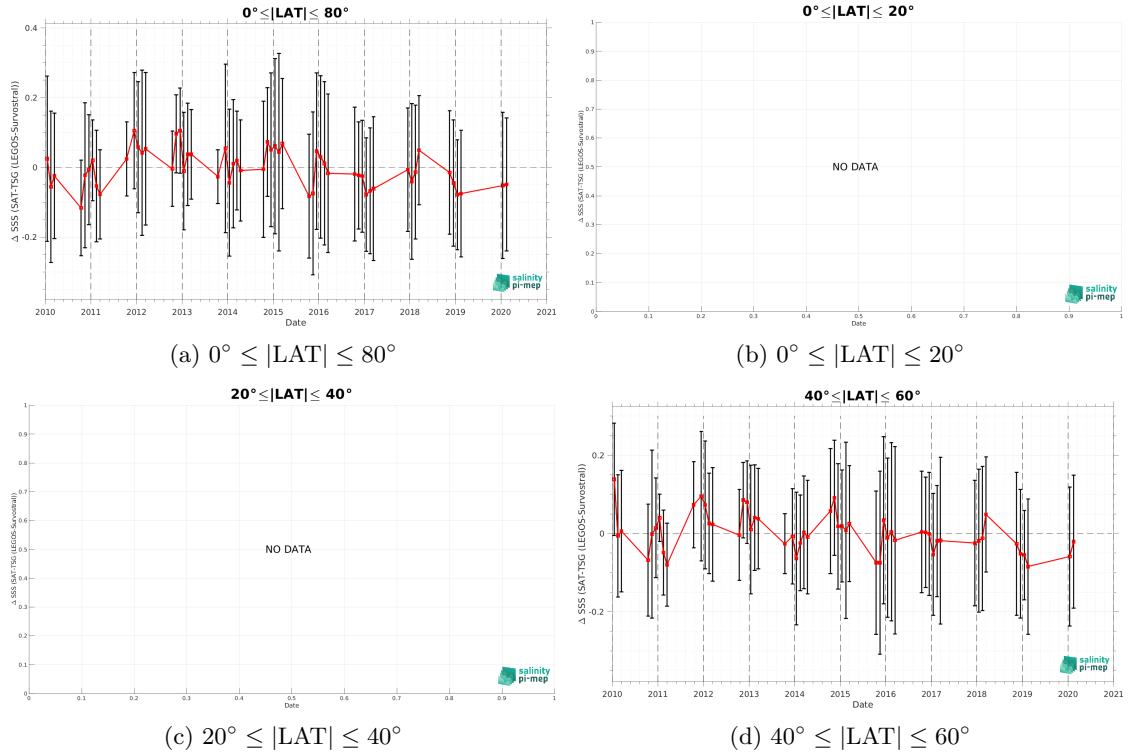 0°≤|LAT|≤ 80°
Δ SSS (SAT-TSG (LEGOS-Survostral))
0.4
0.2
0
-0.2
2010 2011 2012 2013 2014 2015 2016 2017 2018 2019 2020 2021
Date
salinity
pi-mep
(a) 0° ≤ |LAT| ≤ 80°
0°≤|LAT|≤ 20°
Δ SSS (SAT-TSG (LEGOS-Survostral))
1
0.9
0.8
0.7
0.6
0.5
0.4
0.3
0.2
0.1
0
NO DATA
0 0.1 0.2 0.3 0.4 0.5 0.6 0.7 0.8 0.9 1
Date
salinity
pi-mep
(b) 0° ≤ |LAT| ≤ 20°
20°≤|LAT|≤ 40°
Δ SSS (SAT-TSG (LEGOS-Survostral))
1
0.9
0.8
0.7
0.6
0.5
0.4
0.3
0.2
0.1
0
NO DATA
0 0.1 0.2 0.3 0.4 0.5 0.6 0.7 0.8 0.9 1
Date
salinity
pi-mep
(c) 20° ≤ |LAT| ≤ 40°
40°≤|LAT|≤ 60°
Δ SSS (SAT-TSG (LEGOS-Survostral))
0.2
0
-0.2
2010 2011 2012 2013 2014 2015 2016 2017 2018 2019 2020 2021
Date
salinity
pi-mep
(d) 40° ≤ |LAT| ≤ 60°